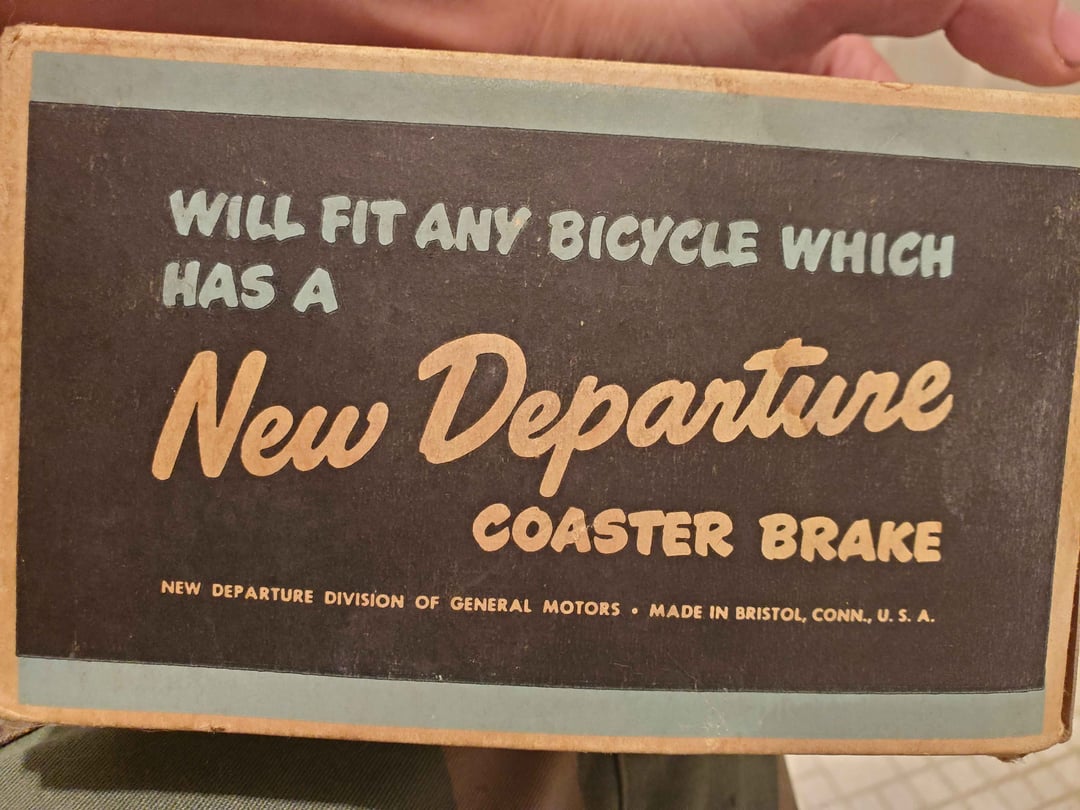 WILL FIT ANY BICYCLE WHICH
HAS A
New Departure
COASTER BRAKE
NEW DEPARTURE DIVISION OF GENERAL MOTORS • MADE IN BRISTOL, CONN., U. S. A.